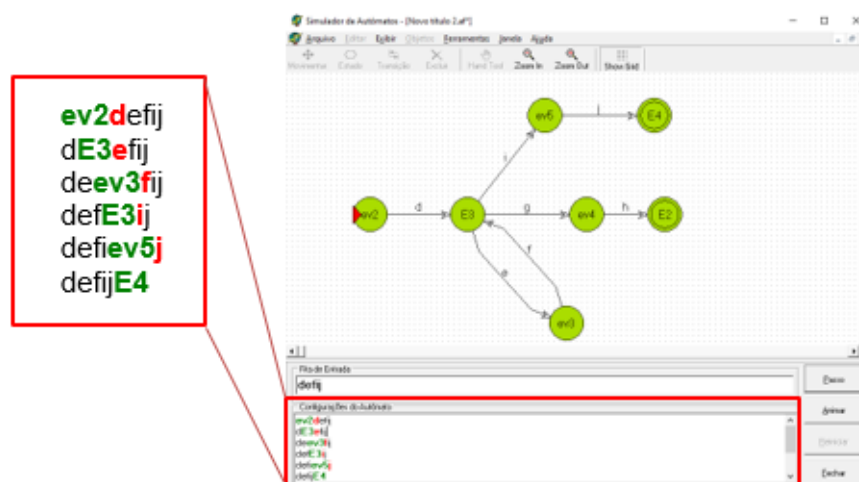 Simulador de Autômatos - [Novo título 2.af*]
Arquivo Editar Exibir Objetos Ferramentas Janela Ajuda
Movimentar Estado Transição Excluir Hand Tool Zoom In Zoom Out Show Grid
ev2defij
dE3efij
deev3fij
defE3ij
defiev5j
defijE4
ev5 j E4
i
ev2 d E3 g ev4 h E2
f
e
ev3
Fita de Entrada
defij
Passo
Configurações do Autômato
ev2defij
dE3efij
deev3fij
defE3ij
defiev5j
defijE4
Animar
Reiniciar
Fechar